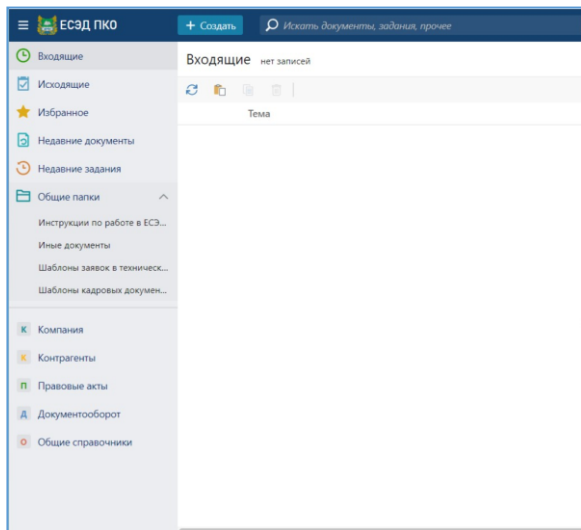 ЕСЭД ПКО
+ Создать
Искать документы, задания, прочее
Входящие
Исходящие
Избранное
Недавние документы
Недавние задания
Общие папки
Инструкции по работе в ЕСЭ...
Иные документы
Шаблоны заявок в техническ...
Шаблоны кадровых докумен...
К Компания
К Контрагенты
П Правовые акты
Д Документооборот
О Общие справочники
Входящие нет записей
Тема